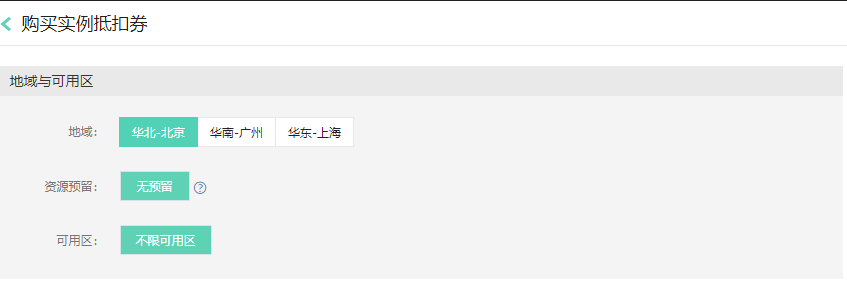 购买实例抵扣券
地域与可用区
地域: 华北-北京 华南-广州 华东-上海
资源预留: 无预留 ?
可用区: 不限可用区